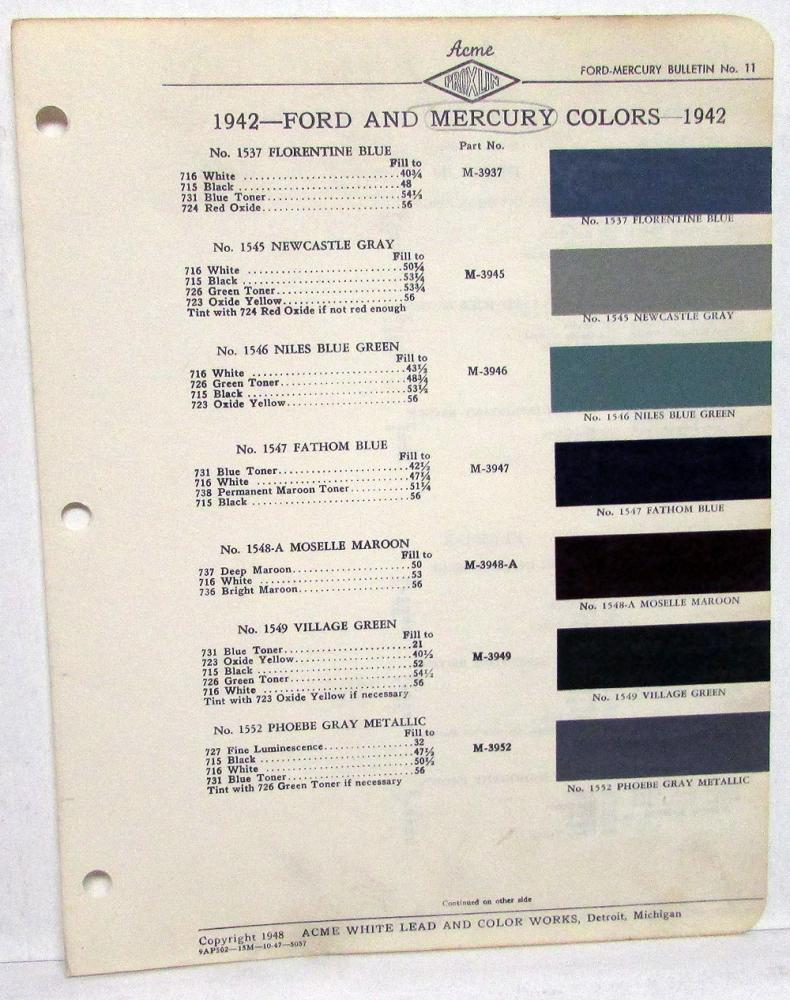 Acme
PROXLIN
FORD-MERCURY BULLETIN No. 11
1942—FORD AND MERCURY COLORS—1942
Part No.
No. 1537 FLORENTINE BLUE
Fill to
716 White 40¾
715 Black 48
731 Blue Toner 54½
724 Red Oxide 56
M-3937
No. 1537 FLORENTINE BLUE
No. 1545 NEWCASTLE GRAY
Fill to
716 White 50¼
715 Black 53¼
726 Green Toner 53¾
723 Oxide Yellow 56
Tint with 724 Red Oxide if not red enough
M-3945
No. 1545 NEWCASTLE GRAY
No. 1546 NILES BLUE GREEN
Fill to
716 White 43½
726 Green Toner 48¾
715 Black 53½
723 Oxide Yellow 56
M-3946
No. 1546 NILES BLUE GREEN
No. 1547 FATHOM BLUE
Fill to
731 Blue Toner 42½
716 White 47¾
738 Permanent Maroon Toner 51¼
715 Black 56
M-3947
No. 1547 FATHOM BLUE
No. 1548-A MOSELLE MAROON
Fill to
737 Deep Maroon 50
716 White 53
736 Bright Maroon 56
M-3948-A
No. 1548-A MOSELLE MAROON
No. 1549 VILLAGE GREEN
Fill to
731 Blue Toner 21
723 Oxide Yellow 40½
715 Black 52
726 Green Toner 54½
716 White 56
Tint with 723 Oxide Yellow if necessary
M-3949
No. 1549 VILLAGE GREEN
No. 1552 PHOEBE GRAY METALLIC
Fill to
727 Fine Luminescence 32
715 Black 47½
716 White 50½
731 Blue Toner 56
Tint with 726 Green Toner if necessary
M-3952
No. 1552 PHOEBE GRAY METALLIC
Continued on other side
Copyright 1948 ACME WHITE LEAD AND COLOR WORKS, Detroit, Michigan
9AP502—15M—10-47—5057